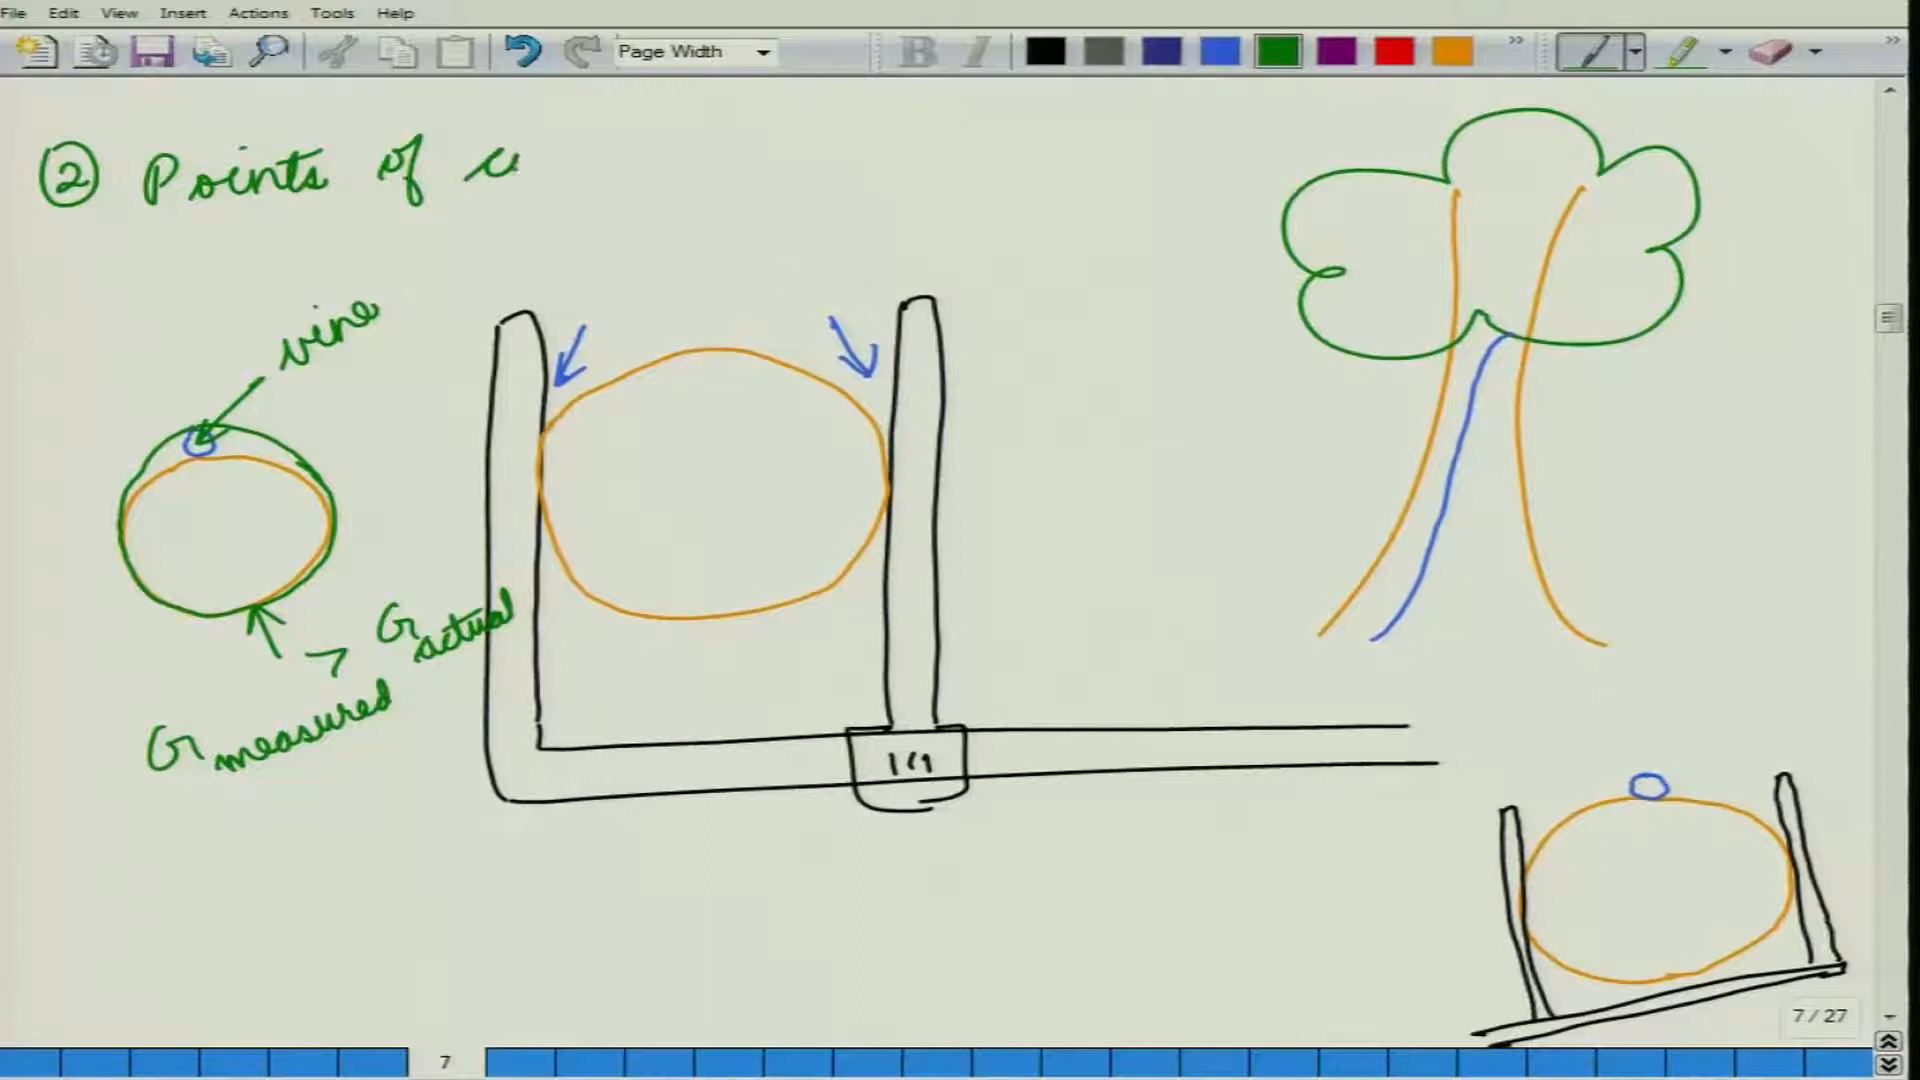 File Edit View Insert Actions Tools Help
Page Width
B I
② Points of c
vine
G measured > G actual
7 / 27
7